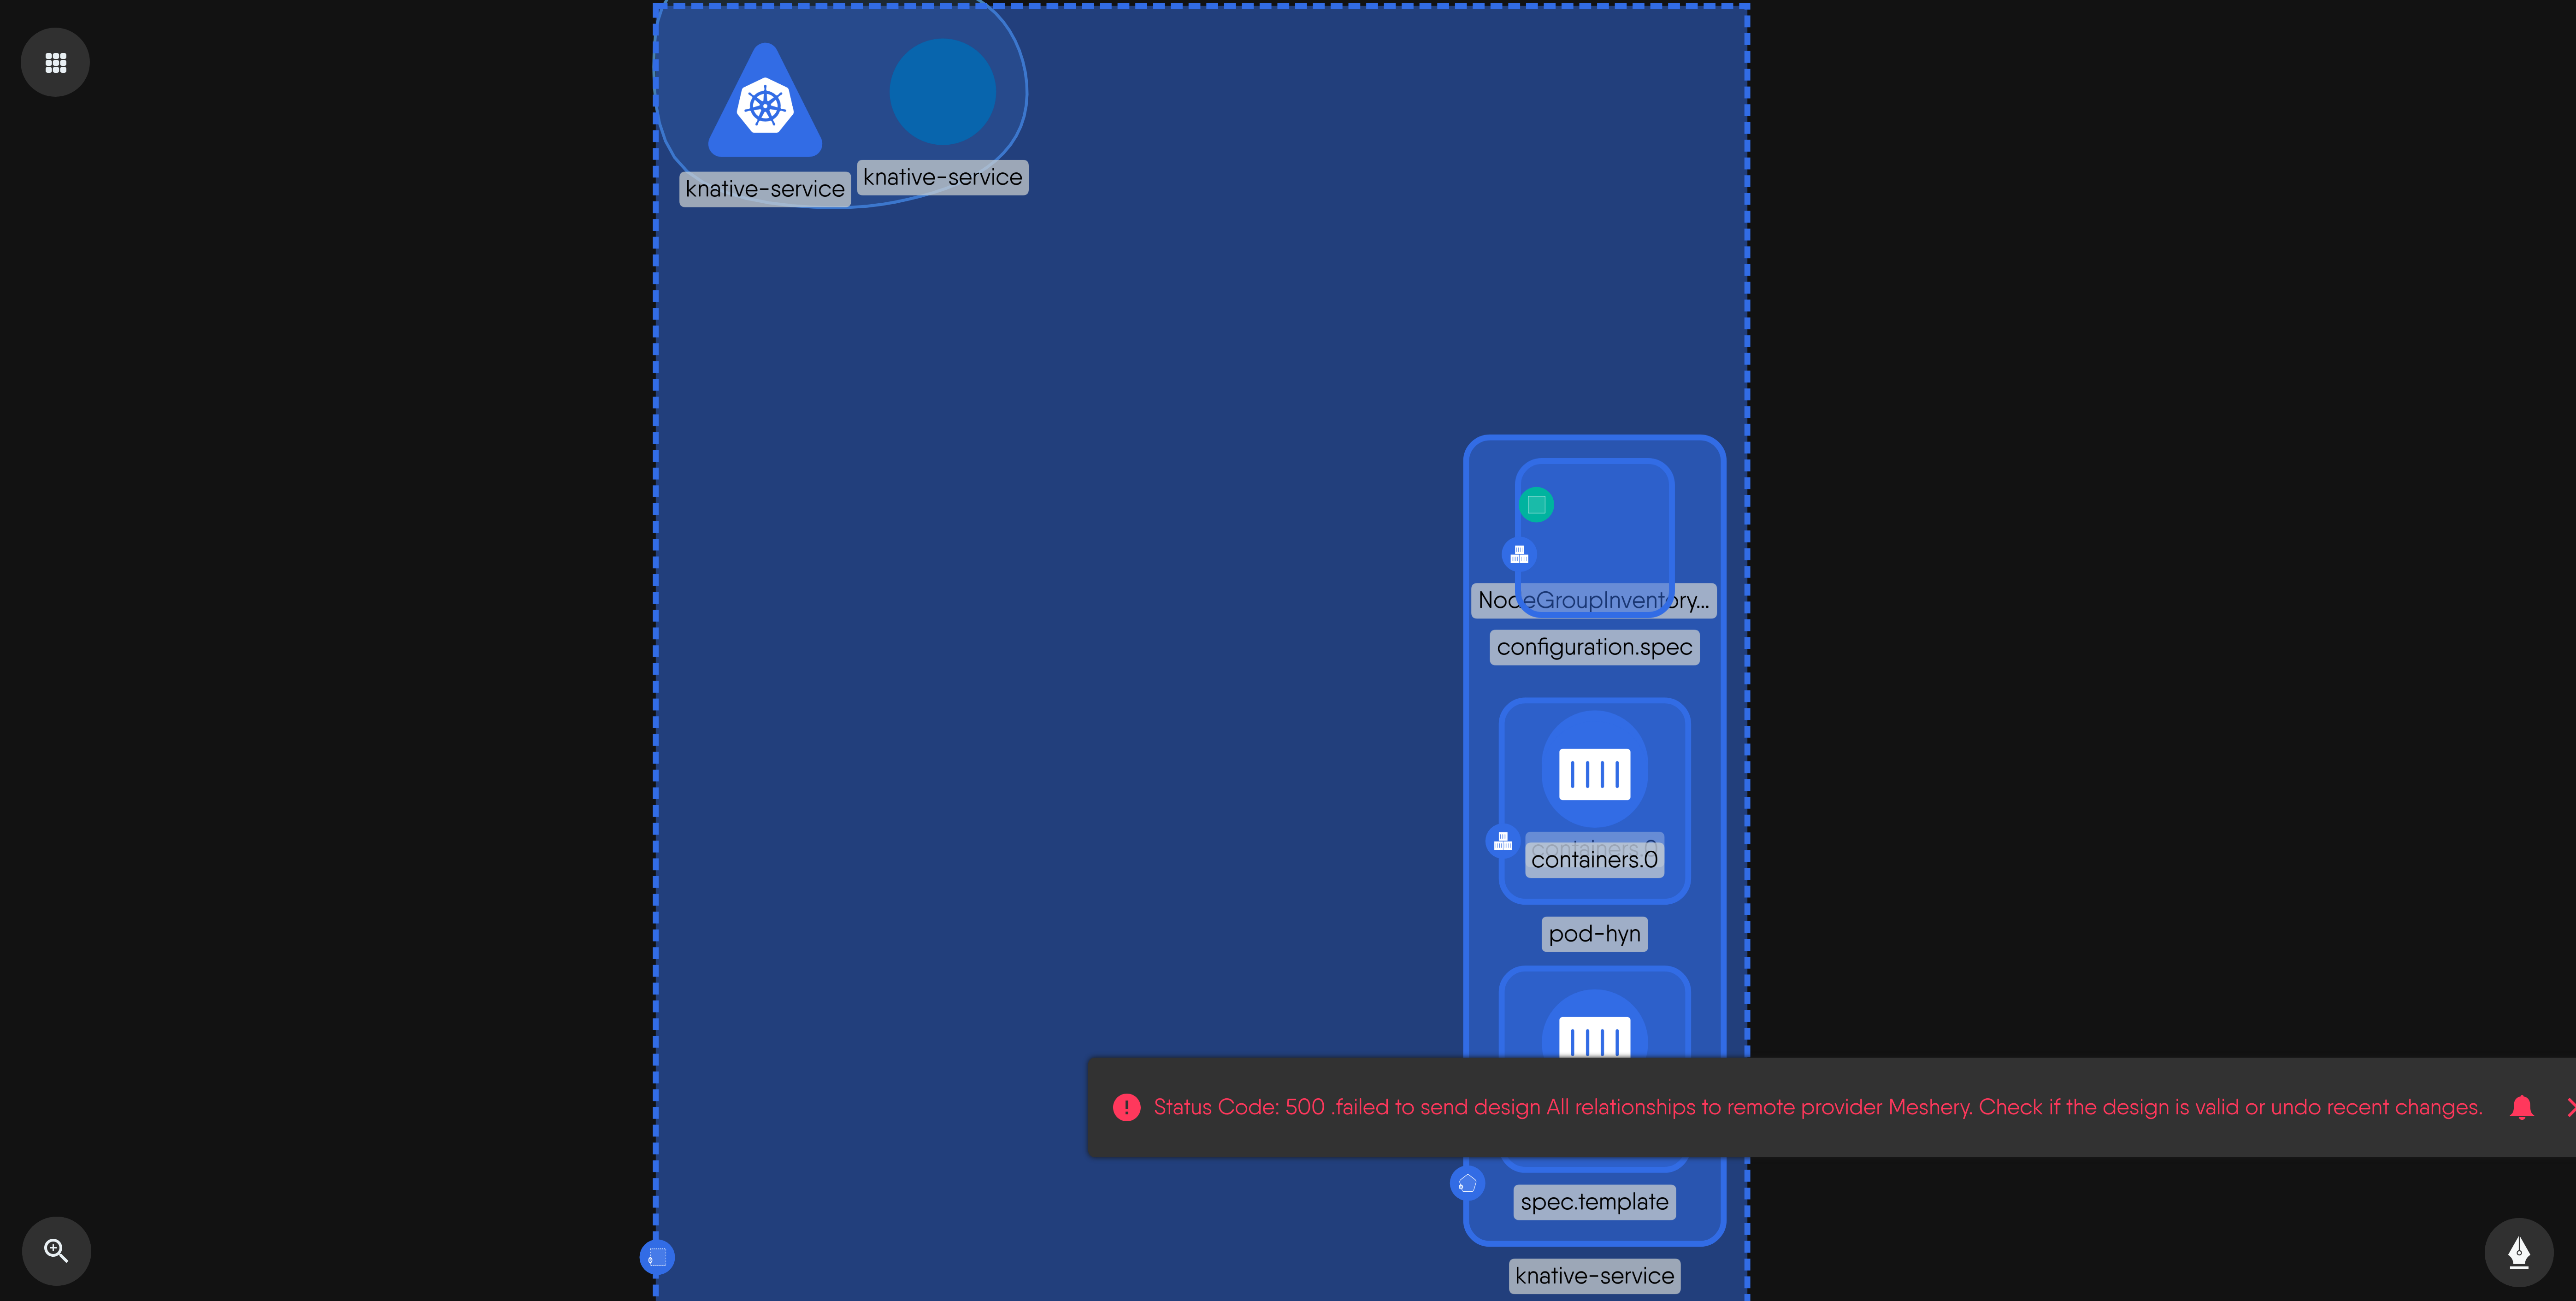 knative-service
knative-service
NodeGroupInventory...
configuration.spec
containers.0
containers.0
pod-hyn
Status Code: 500 .failed to send design All relationships to remote provider Meshery. Check if the design is valid or undo recent changes.
spec.template
knative-service